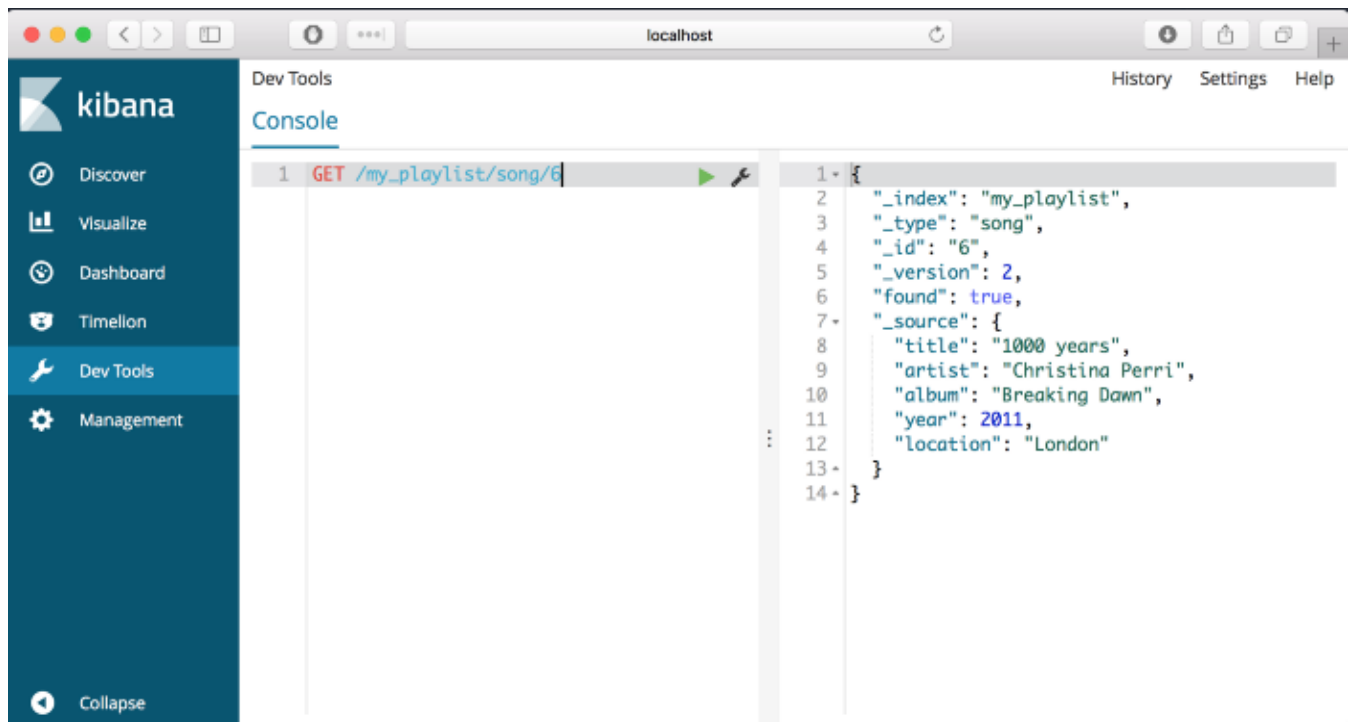 localhost
kibana
Discover
Visualize
Dashboard
Timelion
Dev Tools
Management
Collapse
Dev Tools
History Settings Help
Console
1 GET /my_playlist/song/6
1 {
2 "_index": "my_playlist",
3 "_type": "song",
4 "_id": "6",
5 "_version": 2,
6 "found": true,
7 "_source": {
8 "title": "1000 years",
9 "artist": "Christina Perri",
10 "album": "Breaking Dawn",
11 "year": 2011,
12 "location": "London"
13 }
14 }